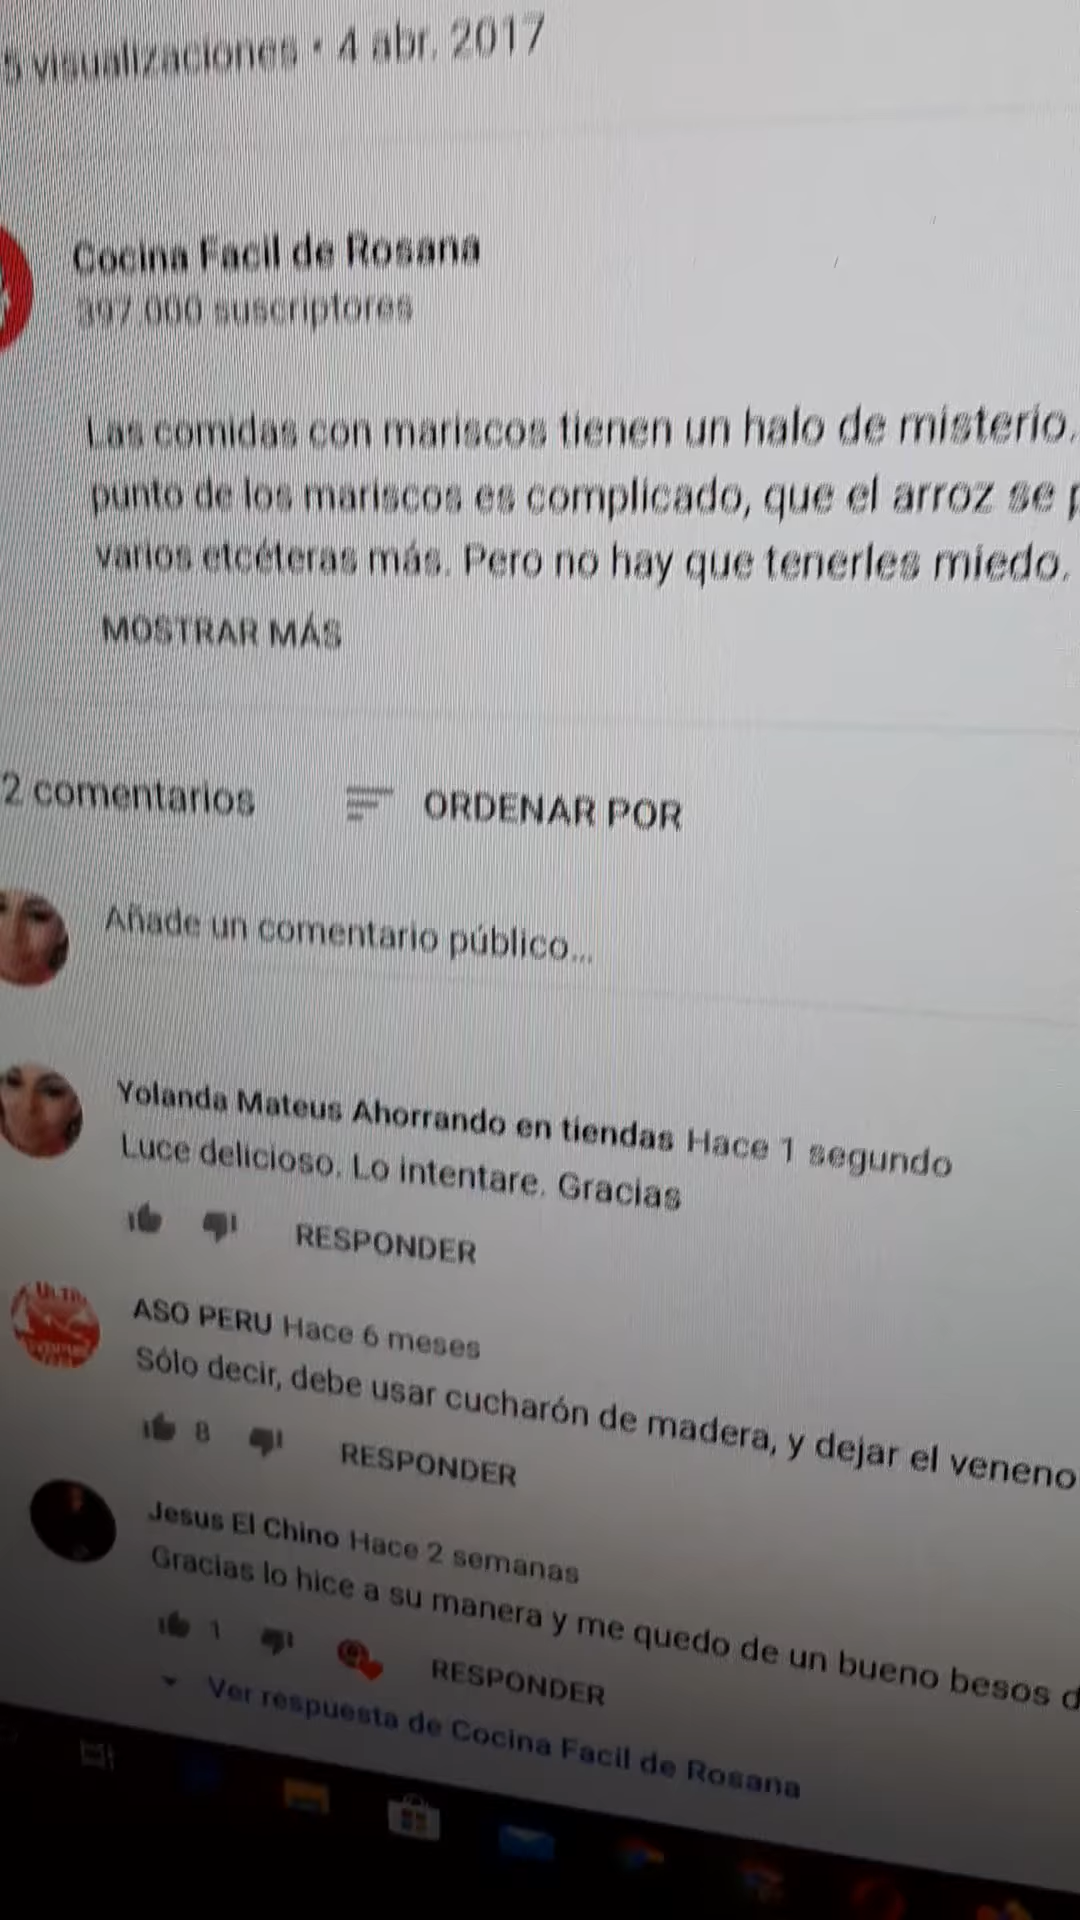 5 visualizaciones • 4 abr. 2017
Cocina Facil de Rosana
397.000 suscriptores
Las comidas con mariscos tienen un halo de misterio.
punto de los mariscos es complicado, que el arroz se p
varios etcéteras más. Pero no hay que tenerles miedo.
MOSTRAR MÁS
2 comentarios ORDENAR POR
Añade un comentario público...
Yolanda Mateus Ahorrando en tiendas Hace 1 segundo
Luce delicioso. Lo intentare. Gracias
RESPONDER
ASO PERU Hace 6 meses
Sólo decir, debe usar cucharón de madera, y dejar el veneno
8 RESPONDER
Jesus El Chino Hace 2 semanas
Gracias lo hice a su manera y me quedo de un bueno besos d
1 RESPONDER
Ver respuesta de Cocina Facil de Rosana